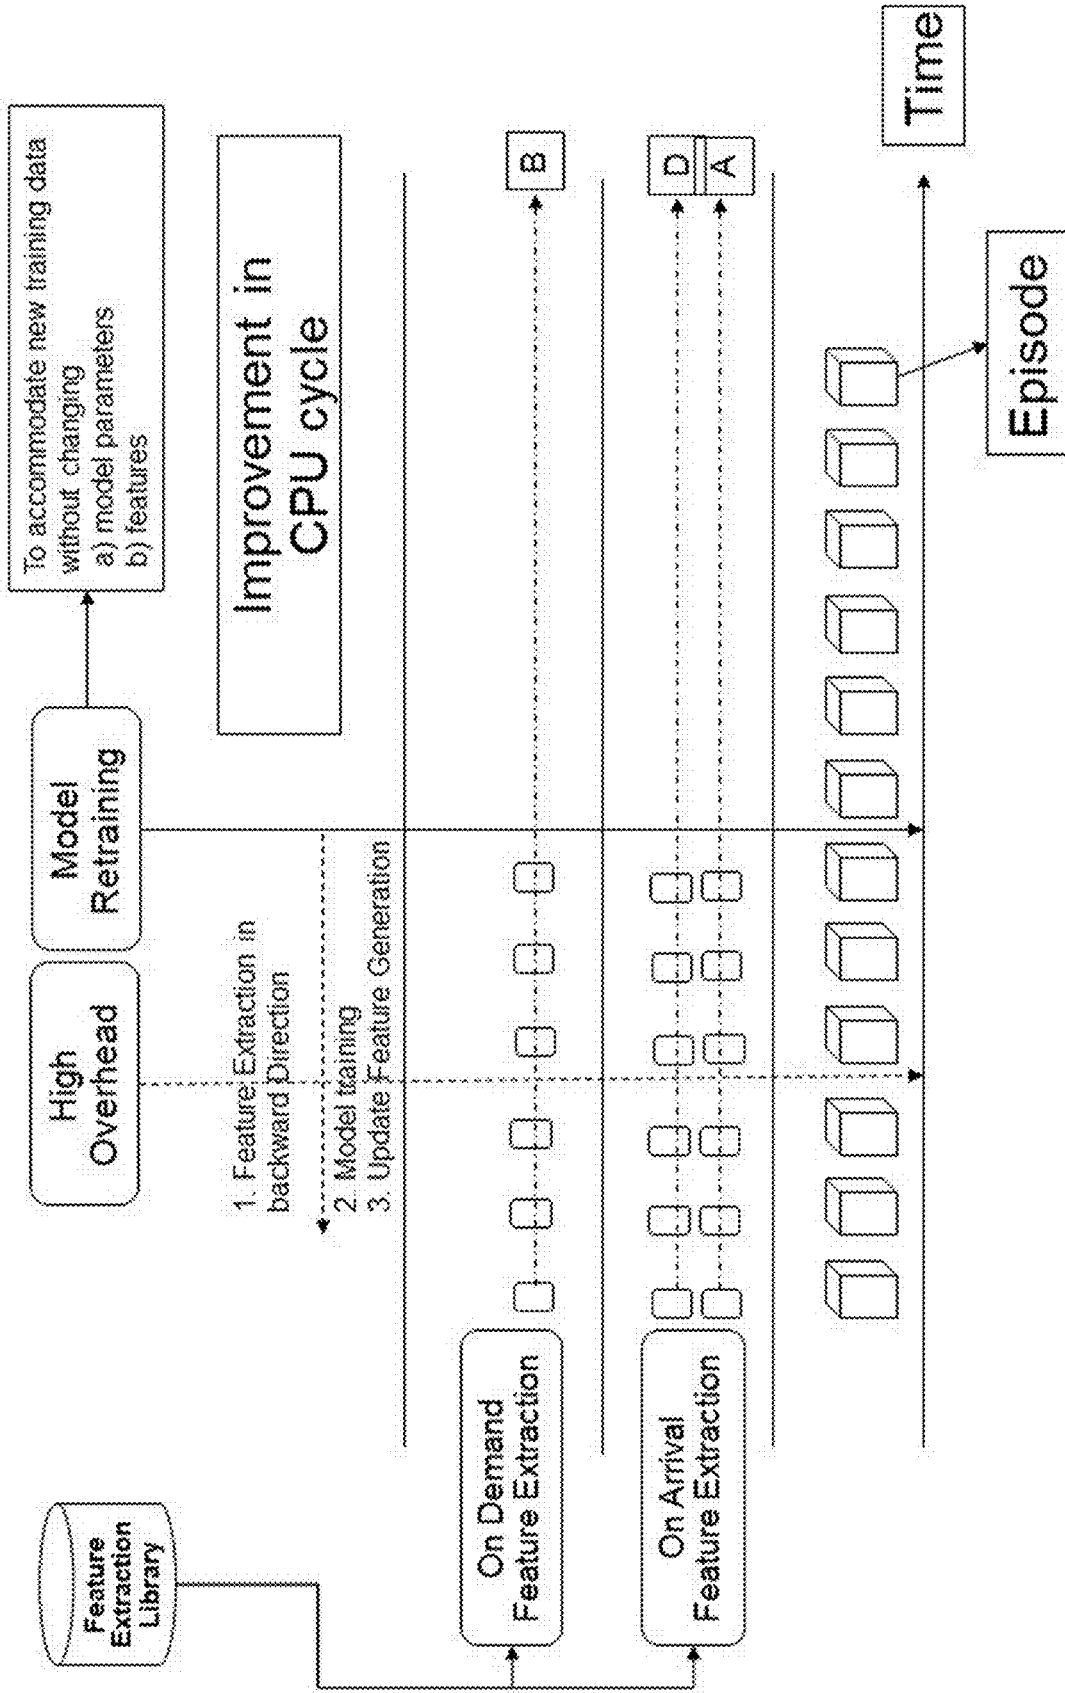 Feature
Extraction
Library
High
Overhead
Model
Retraining
To accommodate new training data
without changing
a) model parameters
b) features
1. Feature Extraction in
backward Direction
2. Model training
3. Update Feature Generation
Improvement in
CPU cycle
On Demand
Feature Extraction
B
On Arrival
Feature Extraction
D
A
Time
Episode